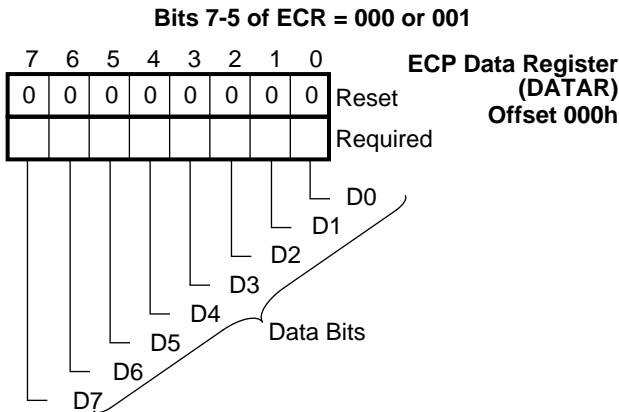 Bits 7-5 of ECR = 000 or 001
7 6 5 4 3 2 1 0
ECP Data Register
(DATAR)
Offset 000h
0 0 0 0 0 0 0 0 Reset
Required
D0
D1
D2
D3
D4
Data Bits
D5
D6
D7